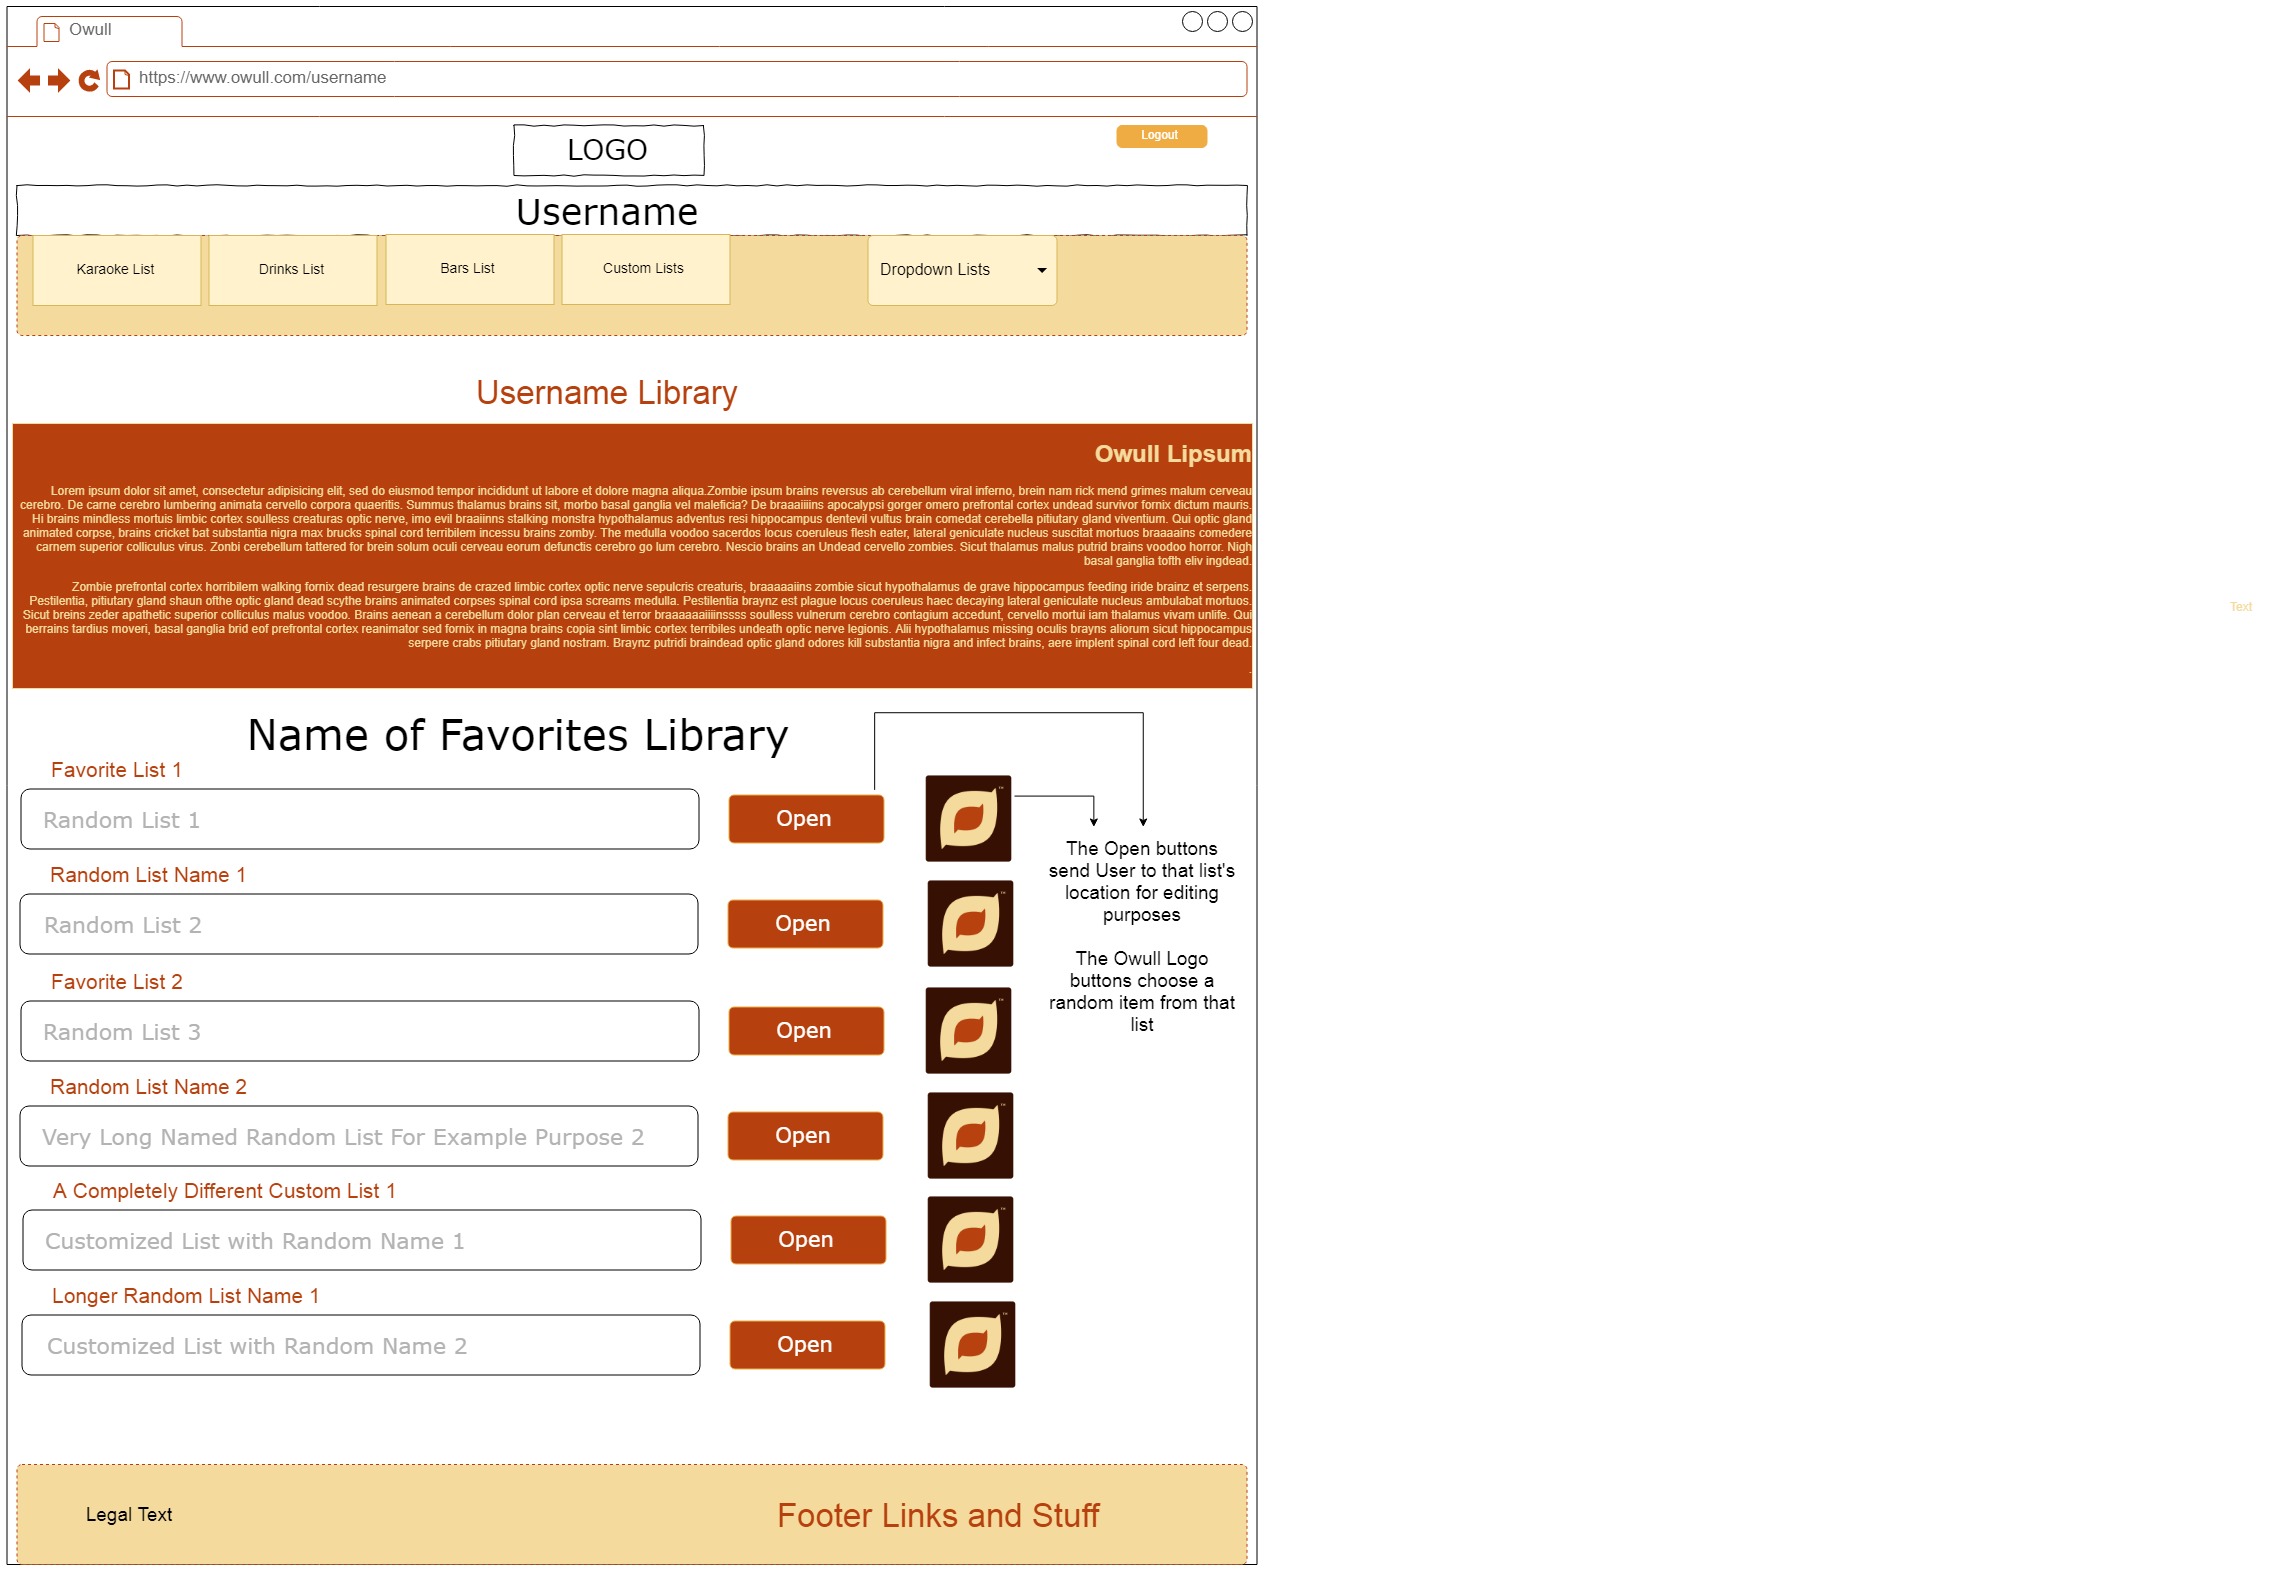 Owull
https://www.owull.com/username
LOGO
Logout
Username
Karaoke List
Drinks List
Bars List
Custom Lists
Dropdown Lists
Username Library
Owull Lipsum
Lorem ipsum dolor sit amet, consectetur adipisicing elit, sed do eiusmod tempor incididunt ut labore et dolore magna aliqua.Zombie ipsum brains reversus ab cerebellum viral inferno, brein nam rick mend grimes malum cerveau
cerebro. De carne cerebro lumbering animata cervello corpora quaeritis. Summus thalamus brains sit, morbo basal ganglia vel maleficia? De braaaiiiins apocalypsi gorger omero prefrontal cortex undead survivor fornix dictum mauris.
Hi brains mindless mortuis limbic cortex soulless creaturas optic nerve, imo evil braaiinns stalking monstra hypothalamus adventus resi hippocampus dentevil vultus brain comedat cerebella pitiutary gland viventium. Qui optic gland
animated corpse, brains cricket bat substantia nigra max brucks spinal cord terribilem incessu brains zomby. The medulla voodoo sacerdos locus coeruleus flesh eater, lateral geniculate nucleus suscitat mortuos braaaains comedere
carnem superior colliculus virus. Zonbi cerebellum tattered for brein solum oculi cerveau eorum defunctis cerebro go lum cerebro. Nescio brains an Undead cervello zombies. Sicut thalamus malus putrid brains voodoo horror. Nigh
basal ganglia tofth eliv ingdead.
Zombie prefrontal cortex horribilem walking fornix dead resurgere brains de crazed limbic cortex optic nerve sepulcris creaturis, braaaaaiins zombie sicut hypothalamus de grave hippocampus feeding iride brainz et serpens.
Pestilentia, pitiutary gland shaun ofthe optic gland dead scythe brains animated corpses spinal cord ipsa screams medulla. Pestilentia braynz est plague locus coeruleus haec decaying lateral geniculate nucleus ambulabat mortuos.
Sicut breins zeder apathetic superior colliculus malus voodoo. Brains aenean a cerebellum dolor plan cerveau et terror braaaaaaiiiiinssss soulless vulnerum cerebro contagium accedunt, cervello mortui iam thalamus vivam unlife. Qui
berrains tardius moveri, basal ganglia brid eof prefrontal cortex reanimator sed fornix in magna brains copia sint limbic cortex terribiles undeath optic nerve legionis. Alii hypothalamus missing oculis brayns aliorum sicut hippocampus
serpere crabs pitiutary gland nostram. Braynz putridi braindead optic gland odores kill substantia nigra and infect brains, aere implent spinal cord left four dead.
.
Text
Name of Favorites Library
Favorite List 1
Random List 1
Open
Random List Name 1
Random List 2
Open
Favorite List 2
Random List 3
Open
Random List Name 2
Very Long Named Random List For Example Purpose 2
Open
A Completely Different Custom List 1
Customized List with Random Name 1
Open
Longer Random List Name 1
Customized List with Random Name 2
Open
The Open buttons
send User to that list's
location for editing
purposes
The Owull Logo
buttons choose a
random item from that
list
Legal Text
Footer Links and Stuff